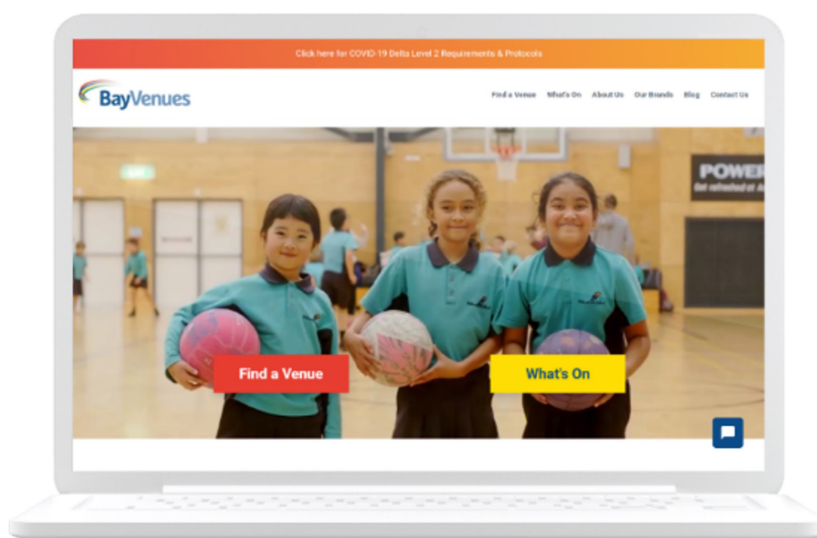 Click here for COVID-19 Delta Level 2 Requirements & Protocols
BayVenues
Find a Venue What's On About Us Our Brands Blog Contact Us
POWER
Find a Venue
What's On